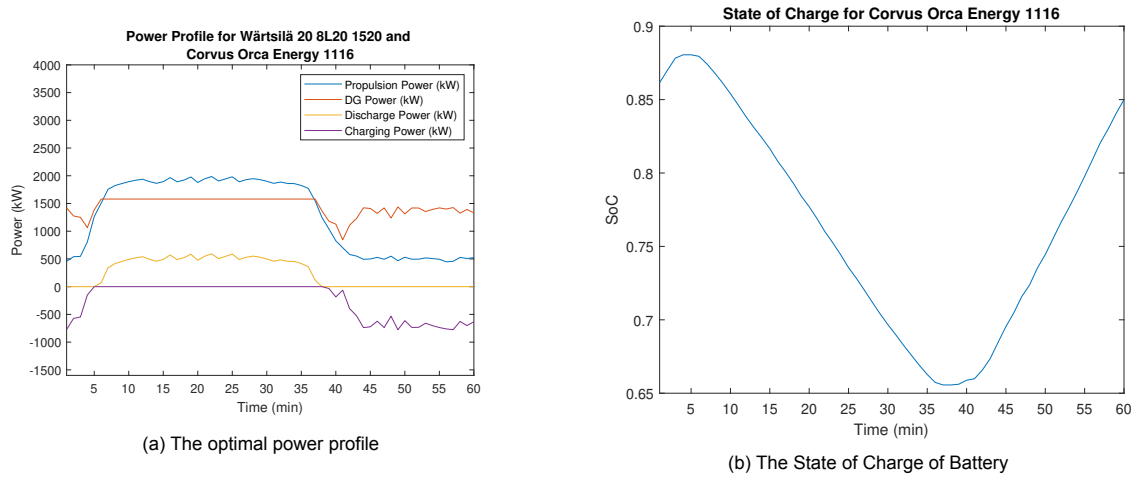 Power Profile for Wärtsilä 20 8L20 1520 and
Corvus Orca Energy 1116
4000
3500
3000
2500
2000
1500
1000
500
0
-500
-1000
-1500
Power (kW)
Propulsion Power (kW)
DG Power (kW)
Discharge Power (kW)
Charging Power (kW)
5 10 15 20 25 30 35 40 45 50 55 60
Time (min)
(a) The optimal power profile
State of Charge for Corvus Orca Energy 1116
0.9
0.85
0.8
0.75
0.7
0.65
SoC
5 10 15 20 25 30 35 40 45 50 55 60
Time (min)
(b) The State of Charge of Battery